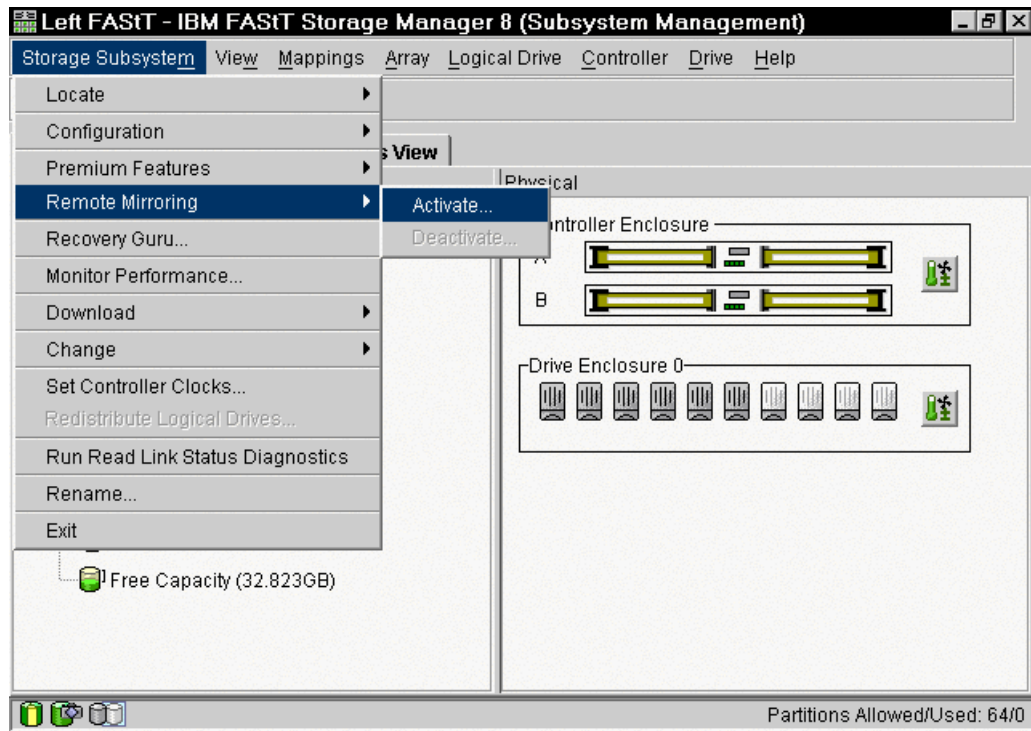 Left FAStT - IBM FAStT Storage Manager 8 (Subsystem Management)
Storage Subsystem View Mappings Array Logical Drive Controller Drive Help
Locate
Configuration
Premium Features
Remote Mirroring
Recovery Guru...
Monitor Performance...
Download
Change
Set Controller Clocks...
Redistribute Logical Drives...
Run Read Link Status Diagnostics
Rename...
Exit
Activate...
Deactivate...
View
Free Capacity (32.823GB)
Physical
Enclosure
B
Drive Enclosure 0
Partitions Allowed/Used: 64/0